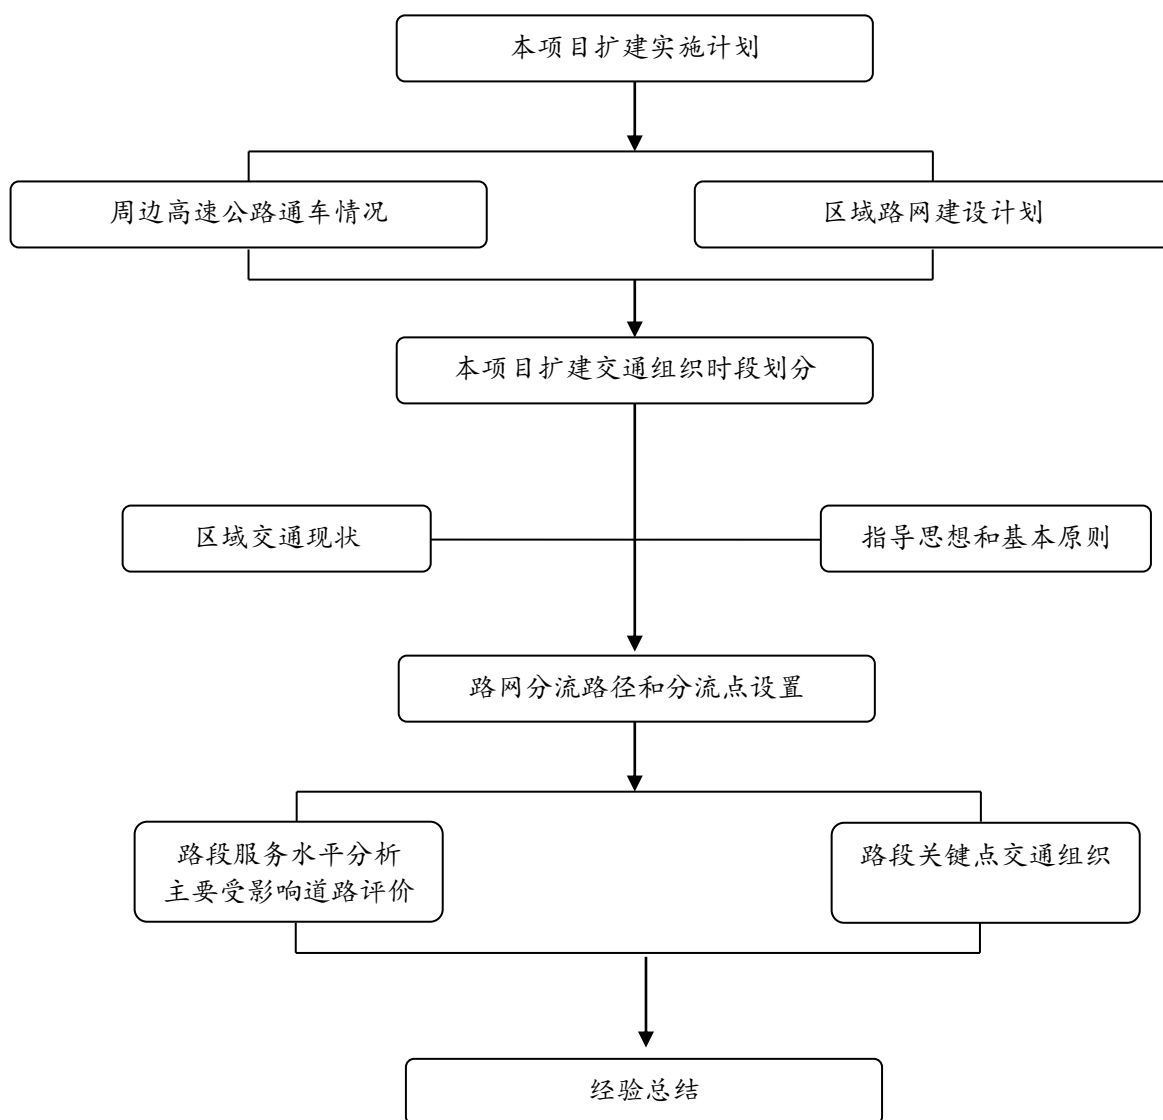 本项目扩建实施计划
周边高速公路通车情况
区域路网建设计划
本项目扩建交通组织时段划分
区域交通现状
指导思想和基本原则
路网分流路径和分流点设置
路段服务水平分析
主要受影响道路评价
路段关键点交通组织
经验总结